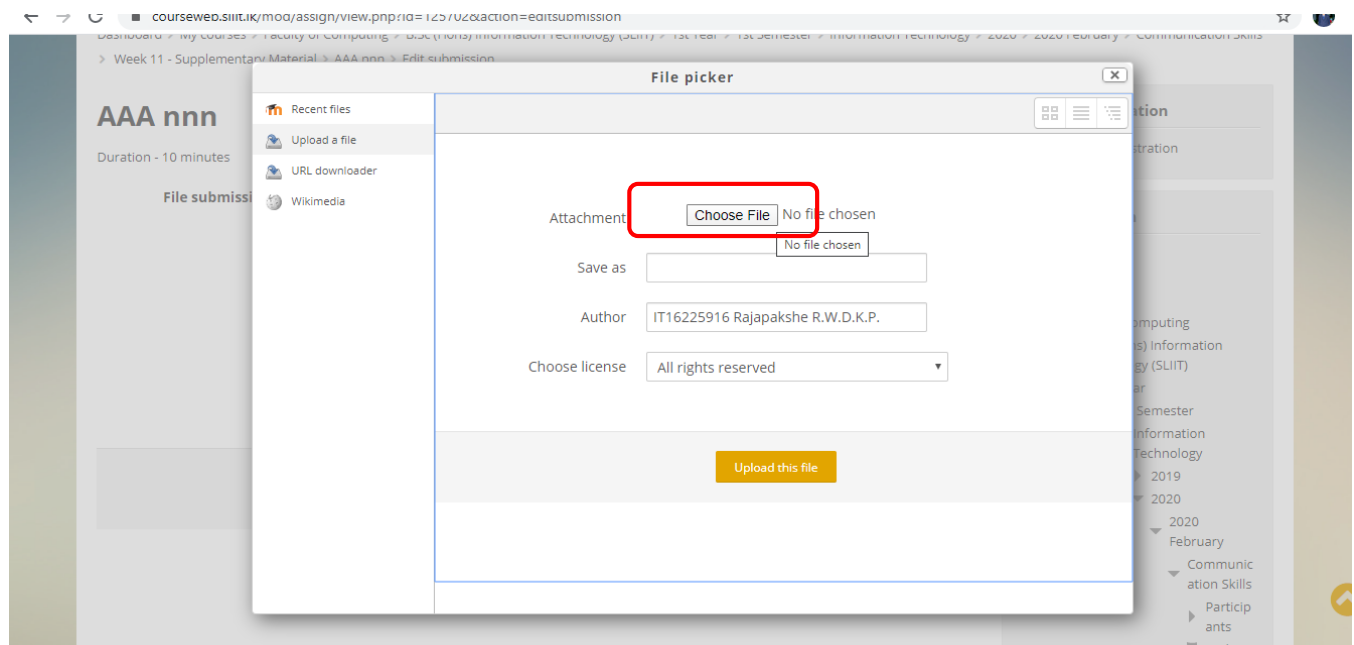 courseweb.sliit.lk/mod/assign/view.php?id=125702&action=editsubmission
Dashboard > My courses > Faculty of Computing > B.Sc (Hons) Information Technology (SLIIT) > 1st Year > 1st Semester > Information Technology > 2020 > 2020 February > Communication Skills
> Week 11 - Supplementary Material > AAA nnn > Edit submission
File picker
AAA nnn
Duration - 10 minutes
File submissi
Recent files
Upload a file
URL downloader
Wikimedia
Attachment
Choose File
No file chosen
No file chosen
Save as
Author
IT16225916 Rajapakshe R.W.D.K.P.
Choose license
All rights reserved
Upload this file
ation
stration
omputing
ns) Information
gy (SLIIT)
ar
Semester
Information
Technology
2019
2020
2020
February
Communic
ation Skills
Particip
ants